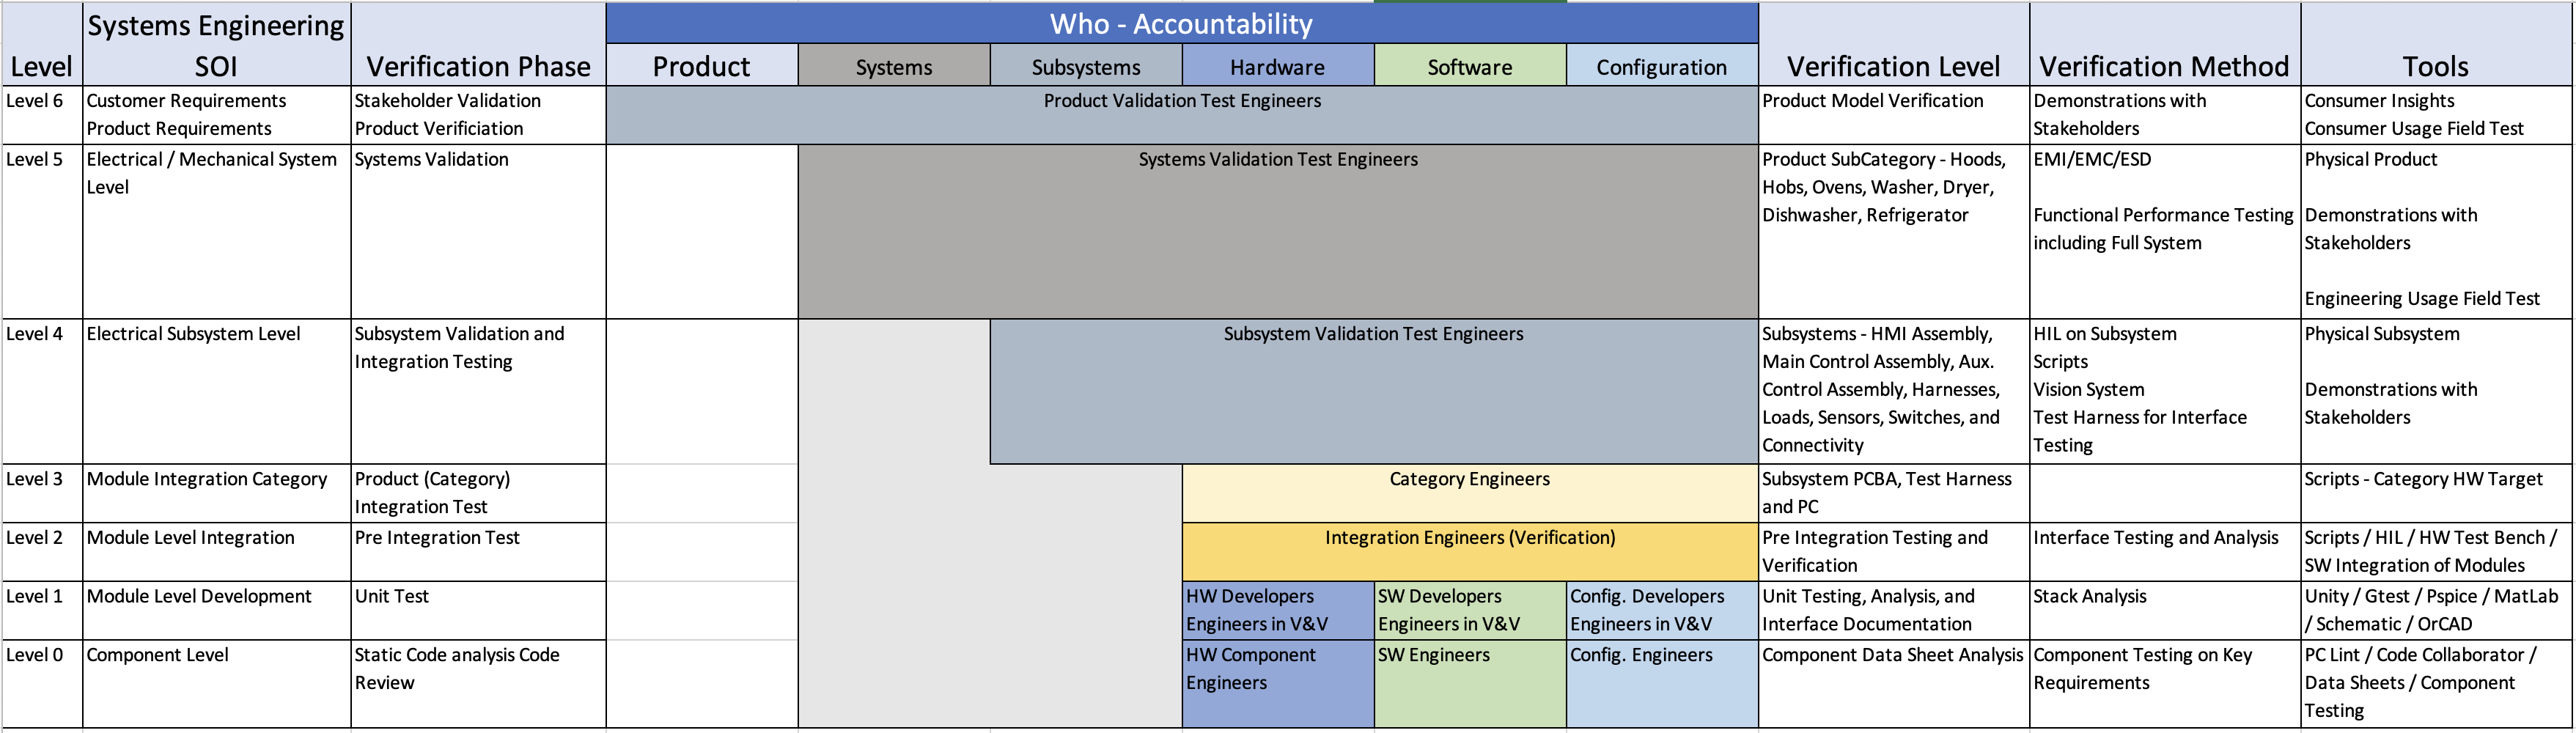 Who - Accountability
Level
Systems Engineering
SOI
Verification Phase
Product
Systems
Subsystems
Hardware
Software
Configuration
Verification Level
Verification Method
Tools
Level 6
Customer Requirements
Product Requirements
Stakeholder Validation
Product Verificiation
Product Validation Test Engineers
Product Model Verification
Demonstrations with
Stakeholders
Consumer Insights
Consumer Usage Field Test
Level 5
Electrical / Mechanical System
Level
Systems Validation
Systems Validation Test Engineers
Product SubCategory - Hoods,
Hobs, Ovens, Washer, Dryer,
Dishwasher, Refrigerator
EMI/EMC/ESD
Functional Performance Testing
including Full System
Physical Product
Demonstrations with
Stakeholders
Engineering Usage Field Test
Level 4
Electrical Subsystem Level
Subsystem Validation and
Integration Testing
Subsystem Validation Test Engineers
Subsystems - HMI Assembly,
Main Control Assembly, Aux.
Control Assembly, Harnesses,
Loads, Sensors, Switches, and
Connectivity
HIL on Subsystem
Scripts
Vision System
Test Harness for Interface
Testing
Physical Subsystem
Demonstrations with
Stakeholders
Level 3
Module Integration Category
Product (Category)
Integration Test
Category Engineers
Subsystem PCBA, Test Harness
and PC
Scripts - Category HW Target
Level 2
Module Level Integration
Pre Integration Test
Integration Engineers (Verification)
Pre Integration Testing and
Verification
Interface Testing and Analysis
Scripts / HIL / HW Test Bench /
SW Integration of Modules
Level 1
Module Level Development
Unit Test
HW Developers
Engineers in V&V
SW Developers
Engineers in V&V
Config. Developers
Engineers in V&V
Unit Testing, Analysis, and
Interface Documentation
Stack Analysis
Unity / Gtest / Pspice / MatLab
/ Schematic / OrCAD
Level 0
Component Level
Static Code analysis Code
Review
HW Component
Engineers
SW Engineers
Config. Engineers
Component Data Sheet Analysis
Component Testing on Key
Requirements
PC Lint / Code Collaborator /
Data Sheets / Component
Testing